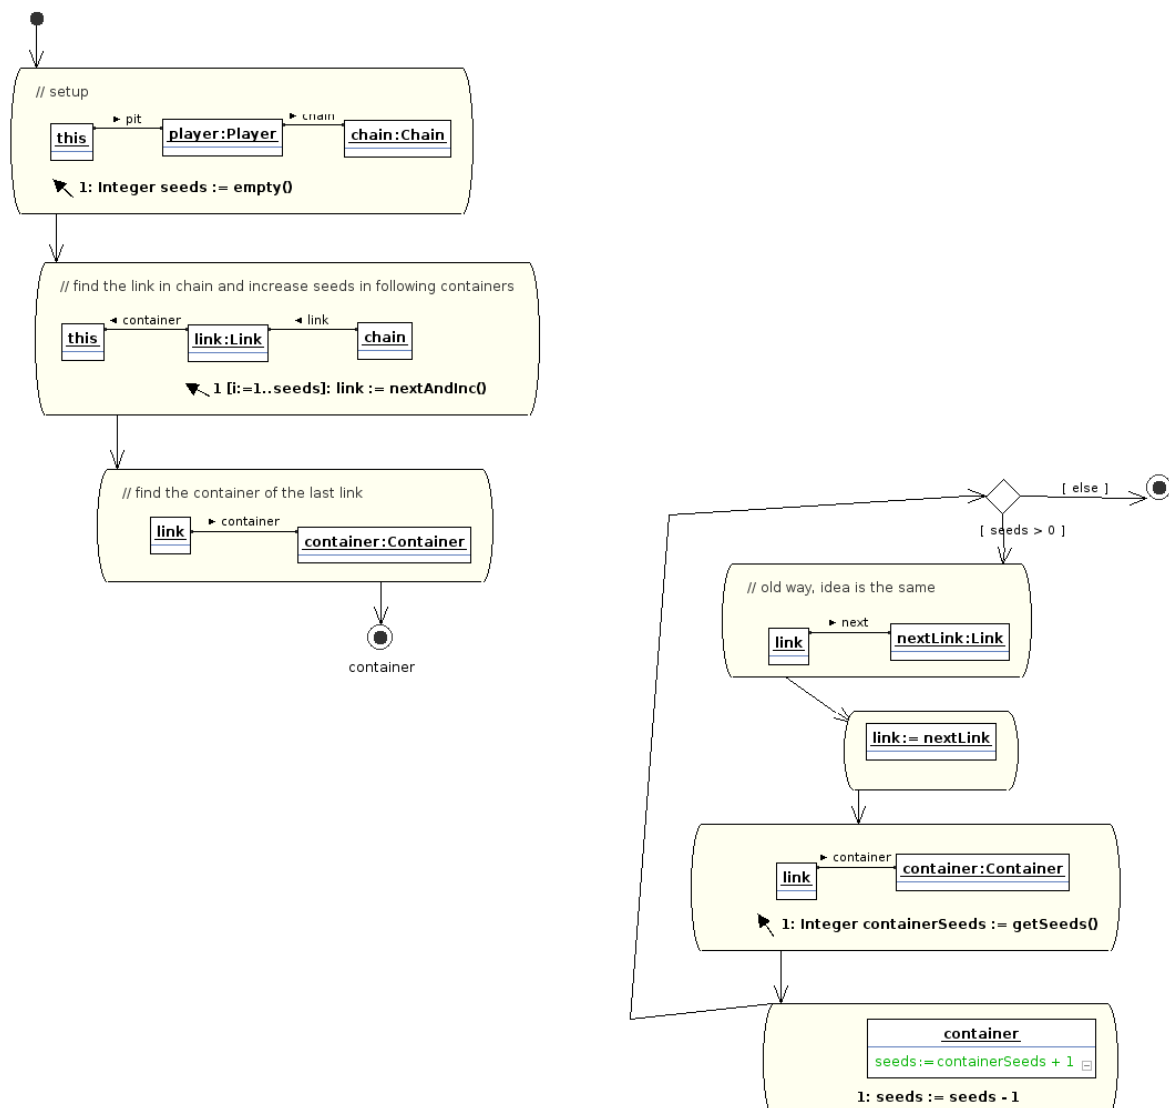 // setup
pit
chain
this
player:Player
chain:Chain
1: Integer seeds := empty()
// find the link in chain and increase seeds in following containers
container
link
this
link:Link
chain
1 [i:=1..seeds]: link := nextAndInc()
// find the container of the last link
container
link
container:Container
container
[ else ]
[ seeds > 0 ]
// old way, idea is the same
next
link
nextLink:Link
link:= nextLink
container
link
container:Container
1: Integer containerSeeds := getSeeds()
container
seeds:=containerSeeds + 1
1: seeds := seeds - 1